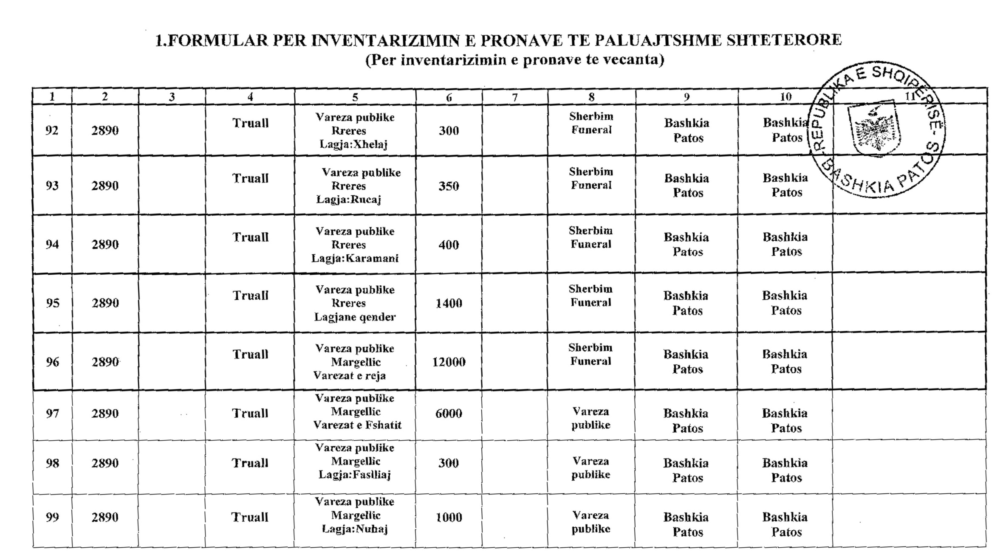 1.FORMULAR PER INVENTARIZIMIN E PRONAVE TE PALUAJTSHME SHTETERORE
(Per inventarizimin e pronave te vecanta)
REPUBLIKA E SHQIPËRISË - BASHKIA PATOS
1 2 3 4 5 6 7 8 9 10 11
92 2890 Truall Vareza publike Rreres Lagja:Xhelaj 300 Sherbim Funeral Bashkia Patos Bashkia Patos
93 2890 Truall Vareza publike Rreres Lagja:Rucaj 350 Sherbim Funeral Bashkia Patos Bashkia Patos
94 2890 Truall Vareza publike Rreres Lagja:Karamani 400 Sherbim Funeral Bashkia Patos Bashkia Patos
95 2890 Truall Vareza publike Rreres Lagjane qender 1400 Sherbim Funeral Bashkia Patos Bashkia Patos
96 2890 Truall Vareza publike Margellic Varezat e reja 12000 Sherbim Funeral Bashkia Patos Bashkia Patos
97 2890 Truall Vareza publike Margellic Varezat e Fshatit 6000 Vareza publike Bashkia Patos Bashkia Patos
98 2890 Truall Vareza publike Margellic Lagja:Faslliaj 300 Vareza publike Bashkia Patos Bashkia Patos
99 2890 Truall Vareza publike Margellic Lagja:Nuhaj 1000 Vareza publike Bashkia Patos Bashkia Patos